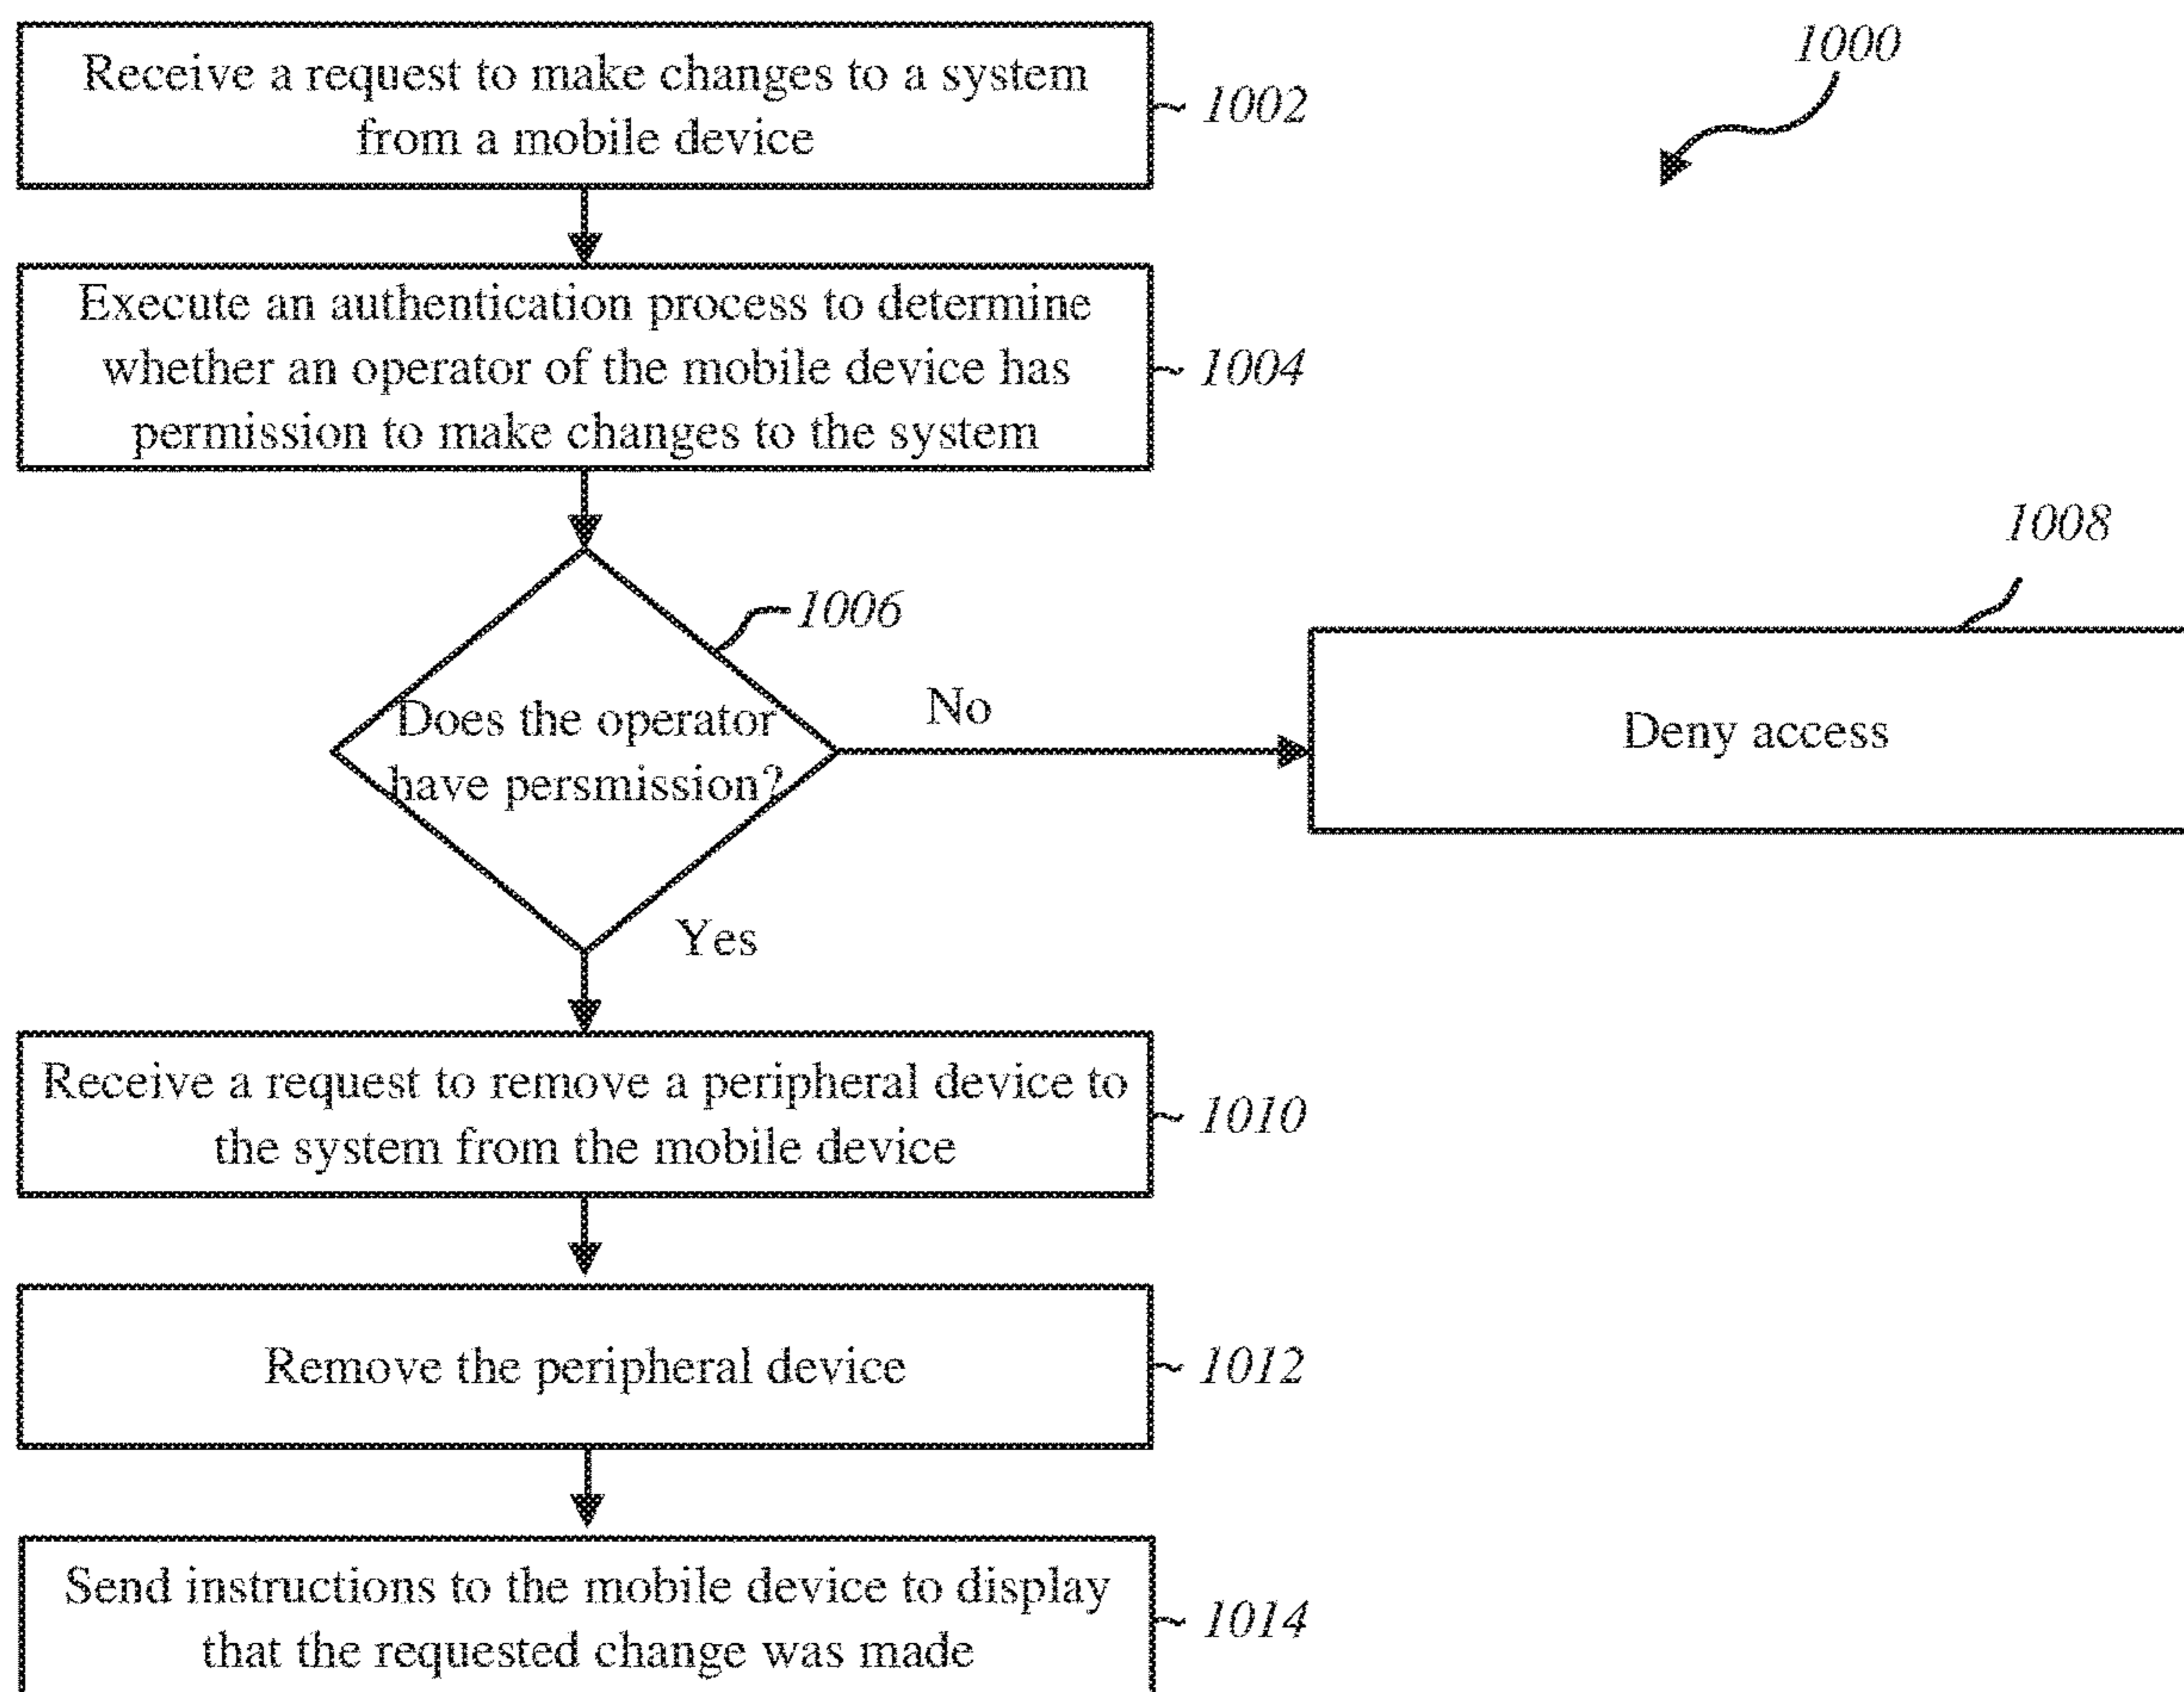 1000
Receive a request to make changes to a system
from a mobile device
1002
Execute an authentication process to determine
whether an operator of the mobile device has
permission to make changes to the system
1004
1006
Does the operator
have persmission?
No
1008
Deny access
Yes
Receive a request to remove a peripheral device to
the system from the mobile device
1010
Remove the peripheral device
1012
Send instructions to the mobile device to display
that the requested change was made
1014